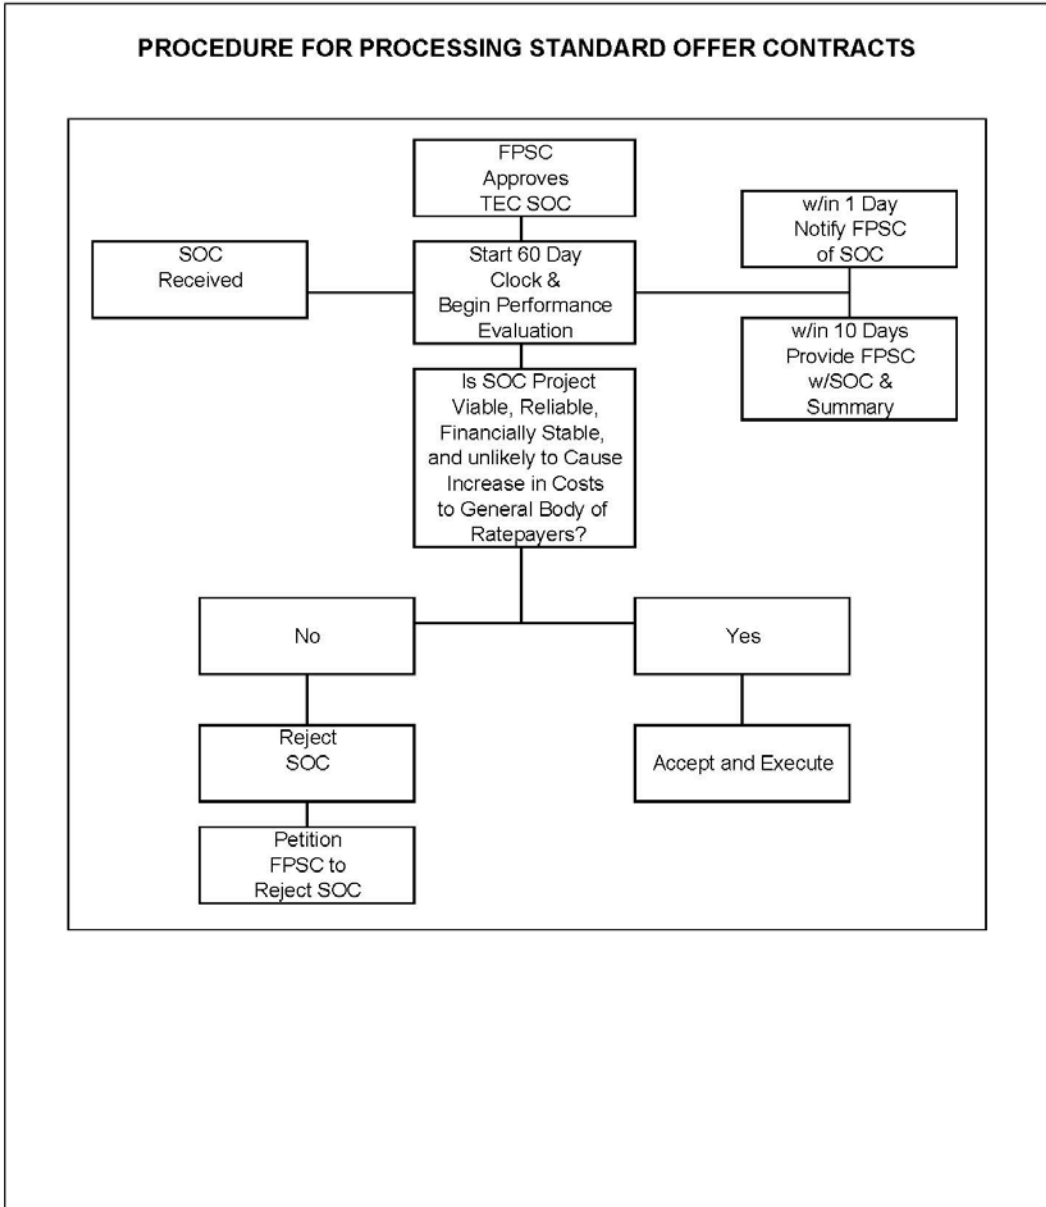 PROCEDURE FOR PROCESSING STANDARD OFFER CONTRACTS
FPSC
Approves
TEC SOC
SOC
Received
Start 60 Day
Clock &
Begin Performance
Evaluation
w/in 1 Day
Notify FPSC
of SOC
w/in 10 Days
Provide FPSC
w/SOC &
Summary
Is SOC Project
Viable, Reliable,
Financially Stable,
and unlikely to Cause
Increase in Costs
to General Body of
Ratepayers?
No
Yes
Reject
SOC
Accept and Execute
Petition
FPSC to
Reject SOC